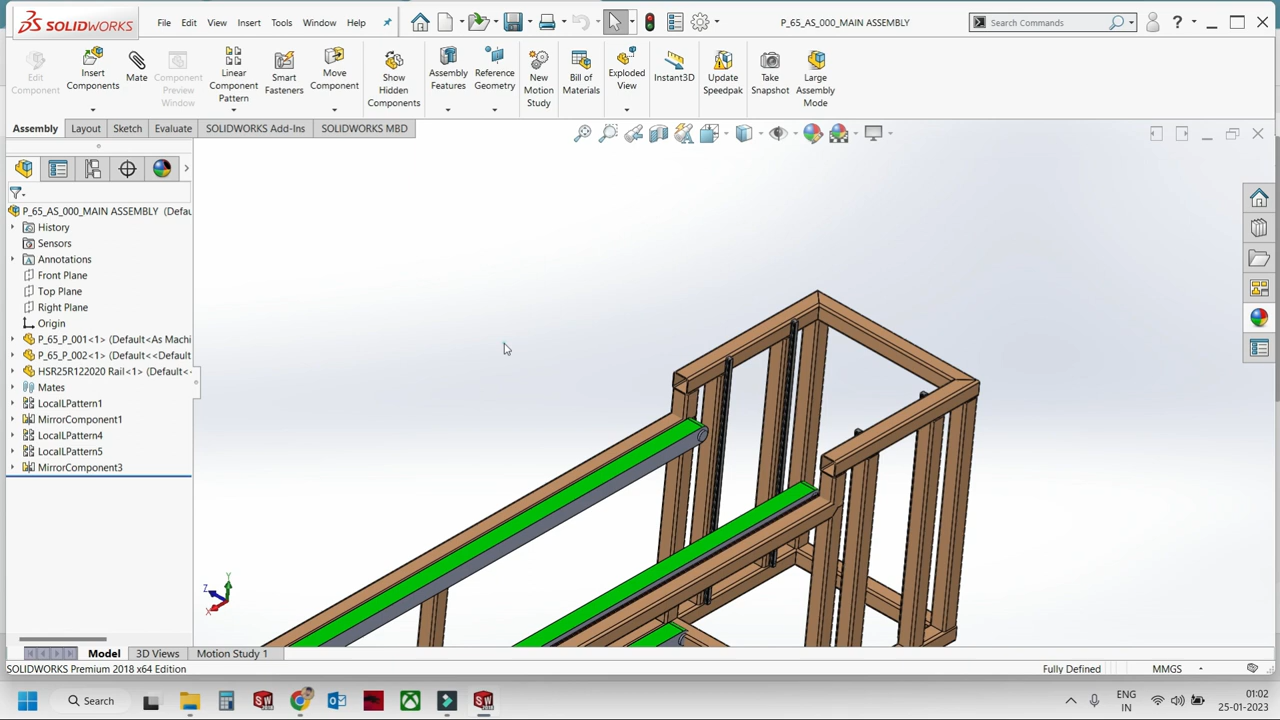 SOLIDWORKS
File Edit View Insert Tools Window Help
P_65_AS_000_MAIN ASSEMBLY
Search Commands
Edit Component
Insert Components
Mate
Component Preview Window
Linear Component Pattern
Smart Fasteners
Move Component
Show Hidden Components
Assembly Features
Reference Geometry
New Motion Study
Bill of Materials
Exploded View
Instant3D
Update Speedpak
Take Snapshot
Large Assembly Mode
Assembly Layout Sketch Evaluate SOLIDWORKS Add-Ins SOLIDWORKS MBD
P_65_AS_000_MAIN ASSEMBLY (Defau
History
Sensors
Annotations
Front Plane
Top Plane
Right Plane
Origin
P_65_P_001<1> (Default<As Machi
P_65_P_002<1> (Default<<Default
HSR25R122020 Rail<1> (Default<
Mates
LocalLPattern1
MirrorComponent1
LocalLPattern4
LocalLPattern5
MirrorComponent3
Y
Z
X
Model 3D Views Motion Study 1
SOLIDWORKS Premium 2018 x64 Edition
Fully Defined
MMGS
Search
ENG
IN
01:02
25-01-2023